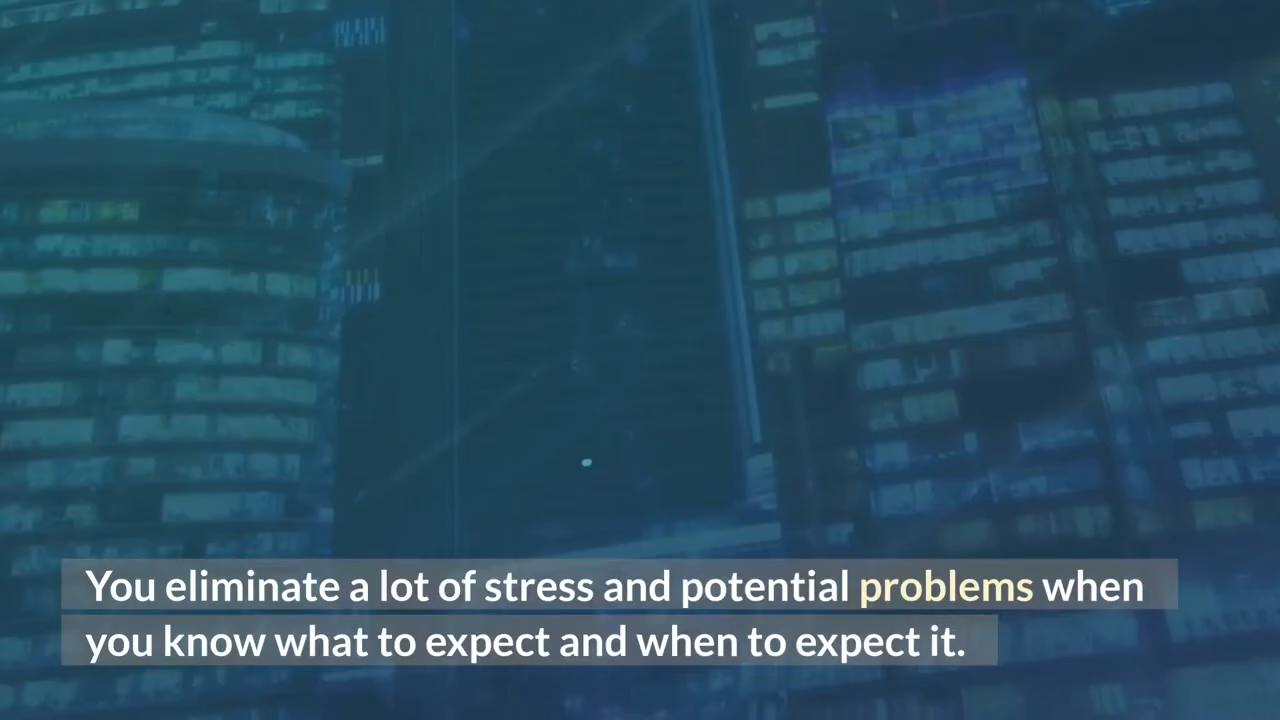 You eliminate a lot of stress and potential problems when
you know what to expect and when to expect it.